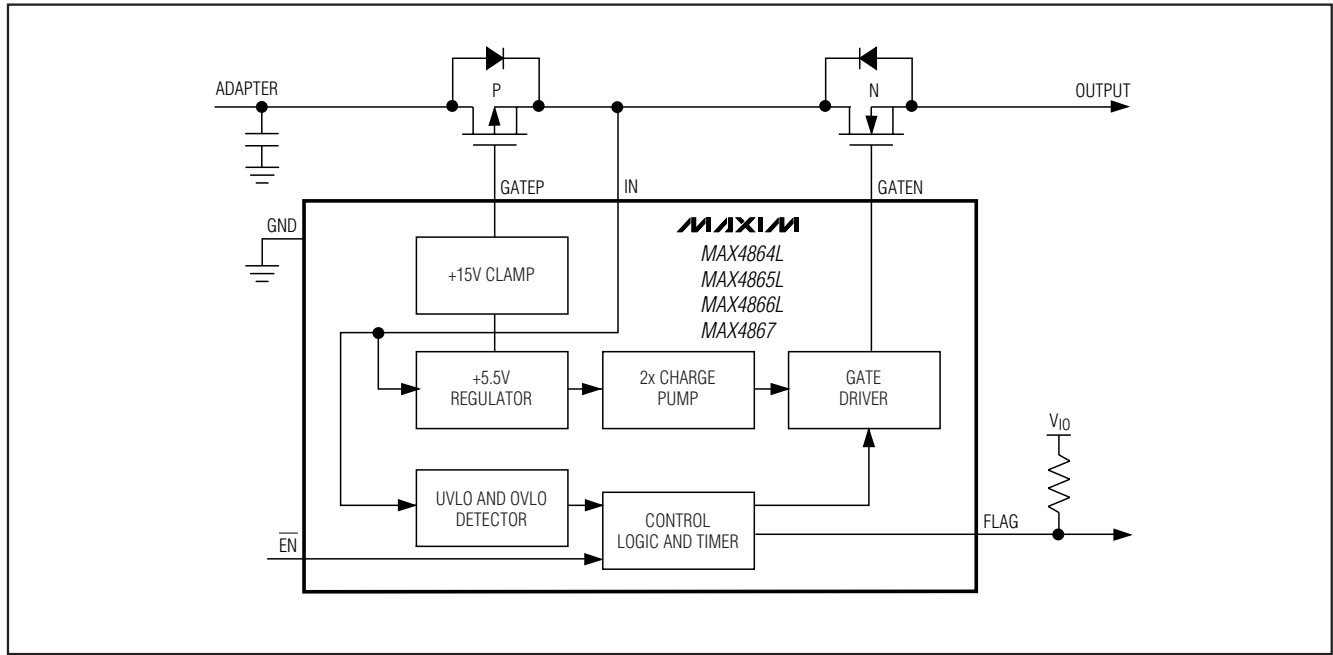 ADAPTER
P
N
OUTPUT
GATEP
IN
GATEN
GND
MAXIM
MAX4864L
MAX4865L
MAX4866L
MAX4867
+15V CLAMP
+5.5V
REGULATOR
2x CHARGE
PUMP
GATE
DRIVER
VIO
UVLO AND OVLO
DETECTOR
CONTROL
LOGIC AND TIMER
FLAG
EN